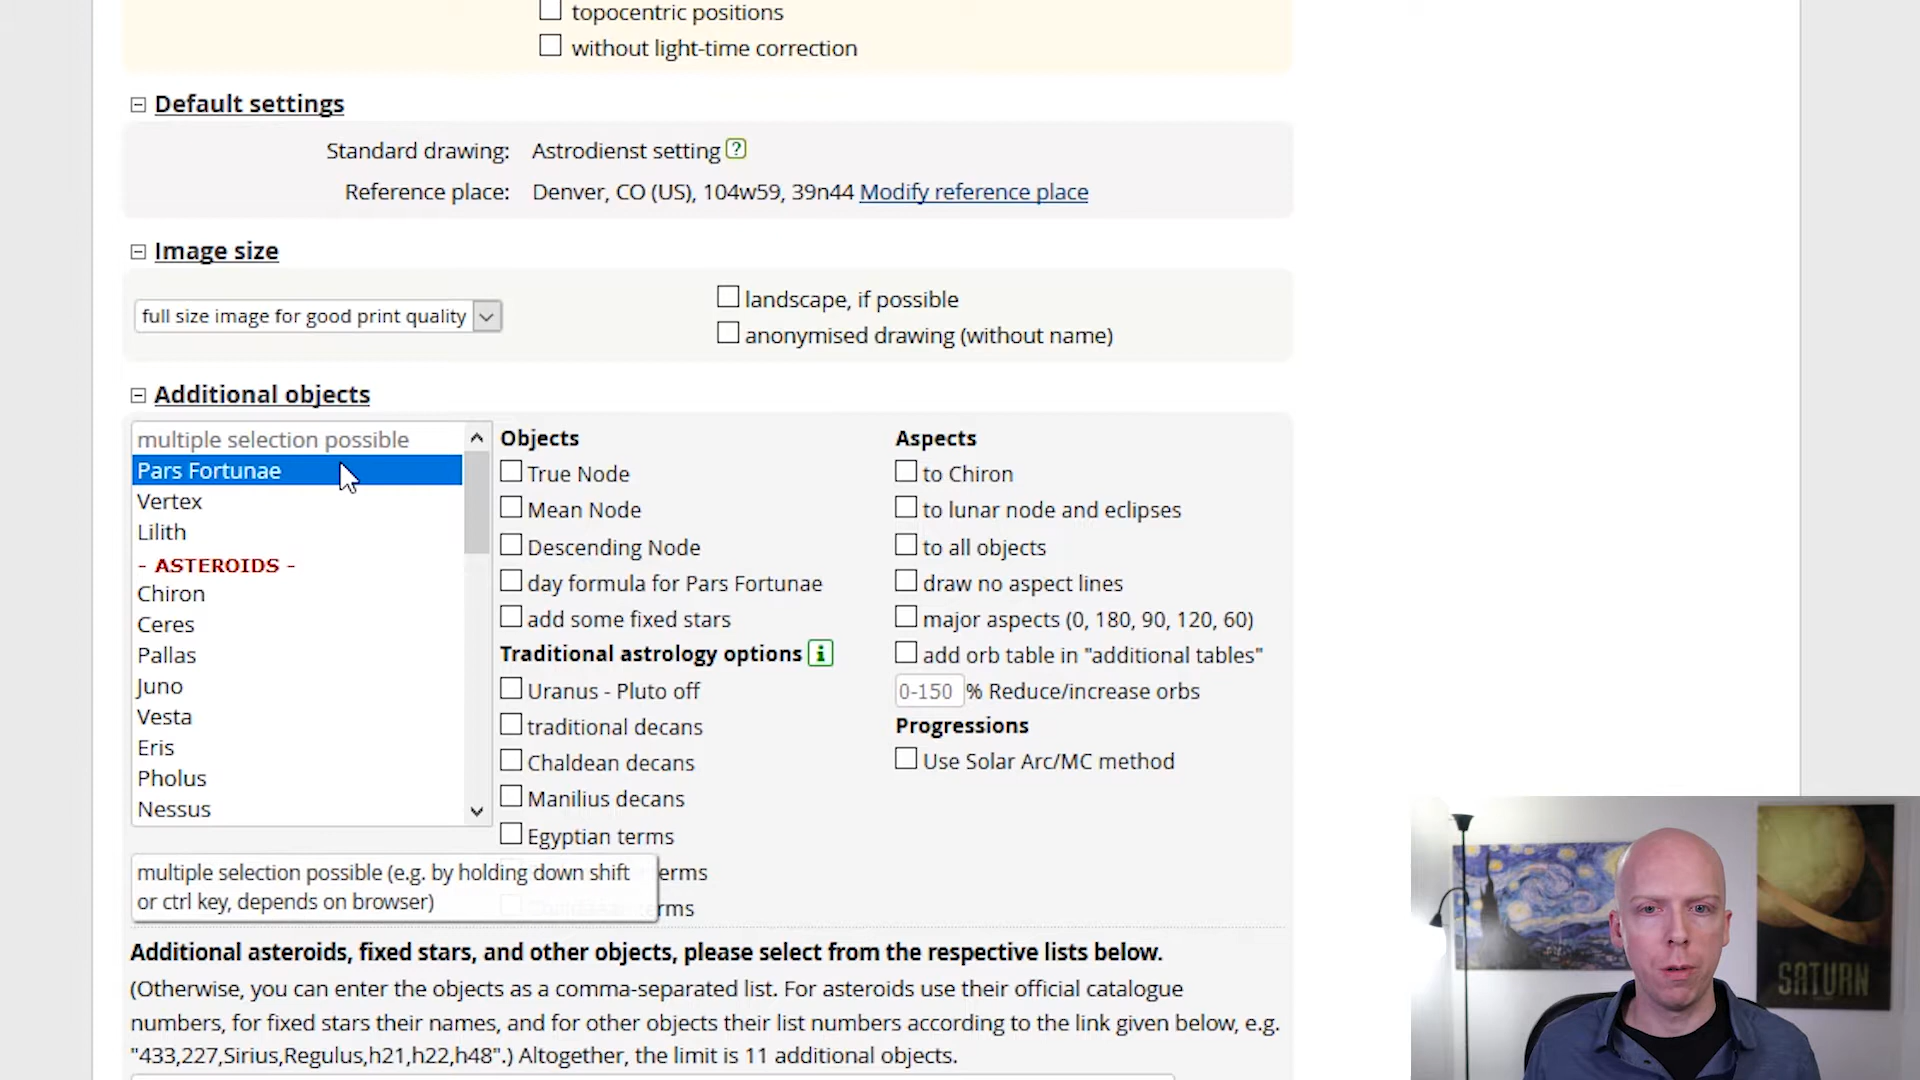 topocentric positions
without light-time correction
Default settings
Standard drawing: Astrodienst setting ?
Reference place: Denver, CO (US), 104w59, 39n44 Modify reference place
Image size
full size image for good print quality
landscape, if possible
anonymised drawing (without name)
Additional objects
multiple selection possible
Pars Fortunae
Vertex
Lilith
- ASTEROIDS -
Chiron
Ceres
Pallas
Juno
Vesta
Eris
Pholus
Nessus
multiple selection possible (e.g. by holding down shift
or ctrl key, depends on browser)
Objects
True Node
Mean Node
Descending Node
day formula for Pars Fortunae
add some fixed stars
Traditional astrology options i
Uranus - Pluto off
traditional decans
Chaldean decans
Manilius decans
Egyptian terms
erms
erms
Aspects
to Chiron
to lunar node and eclipses
to all objects
draw no aspect lines
major aspects (0, 180, 90, 120, 60)
add orb table in "additional tables"
0-150 % Reduce/increase orbs
Progressions
Use Solar Arc/MC method
Additional asteroids, fixed stars, and other objects, please select from the respective lists below.
(Otherwise, you can enter the objects as a comma-separated list. For asteroids use their official catalogue
numbers, for fixed stars their names, and for other objects their list numbers according to the link given below, e.g.
"433,227,Sirius,Regulus,h21,h22,h48".) Altogether, the limit is 11 additional objects.
SATURN